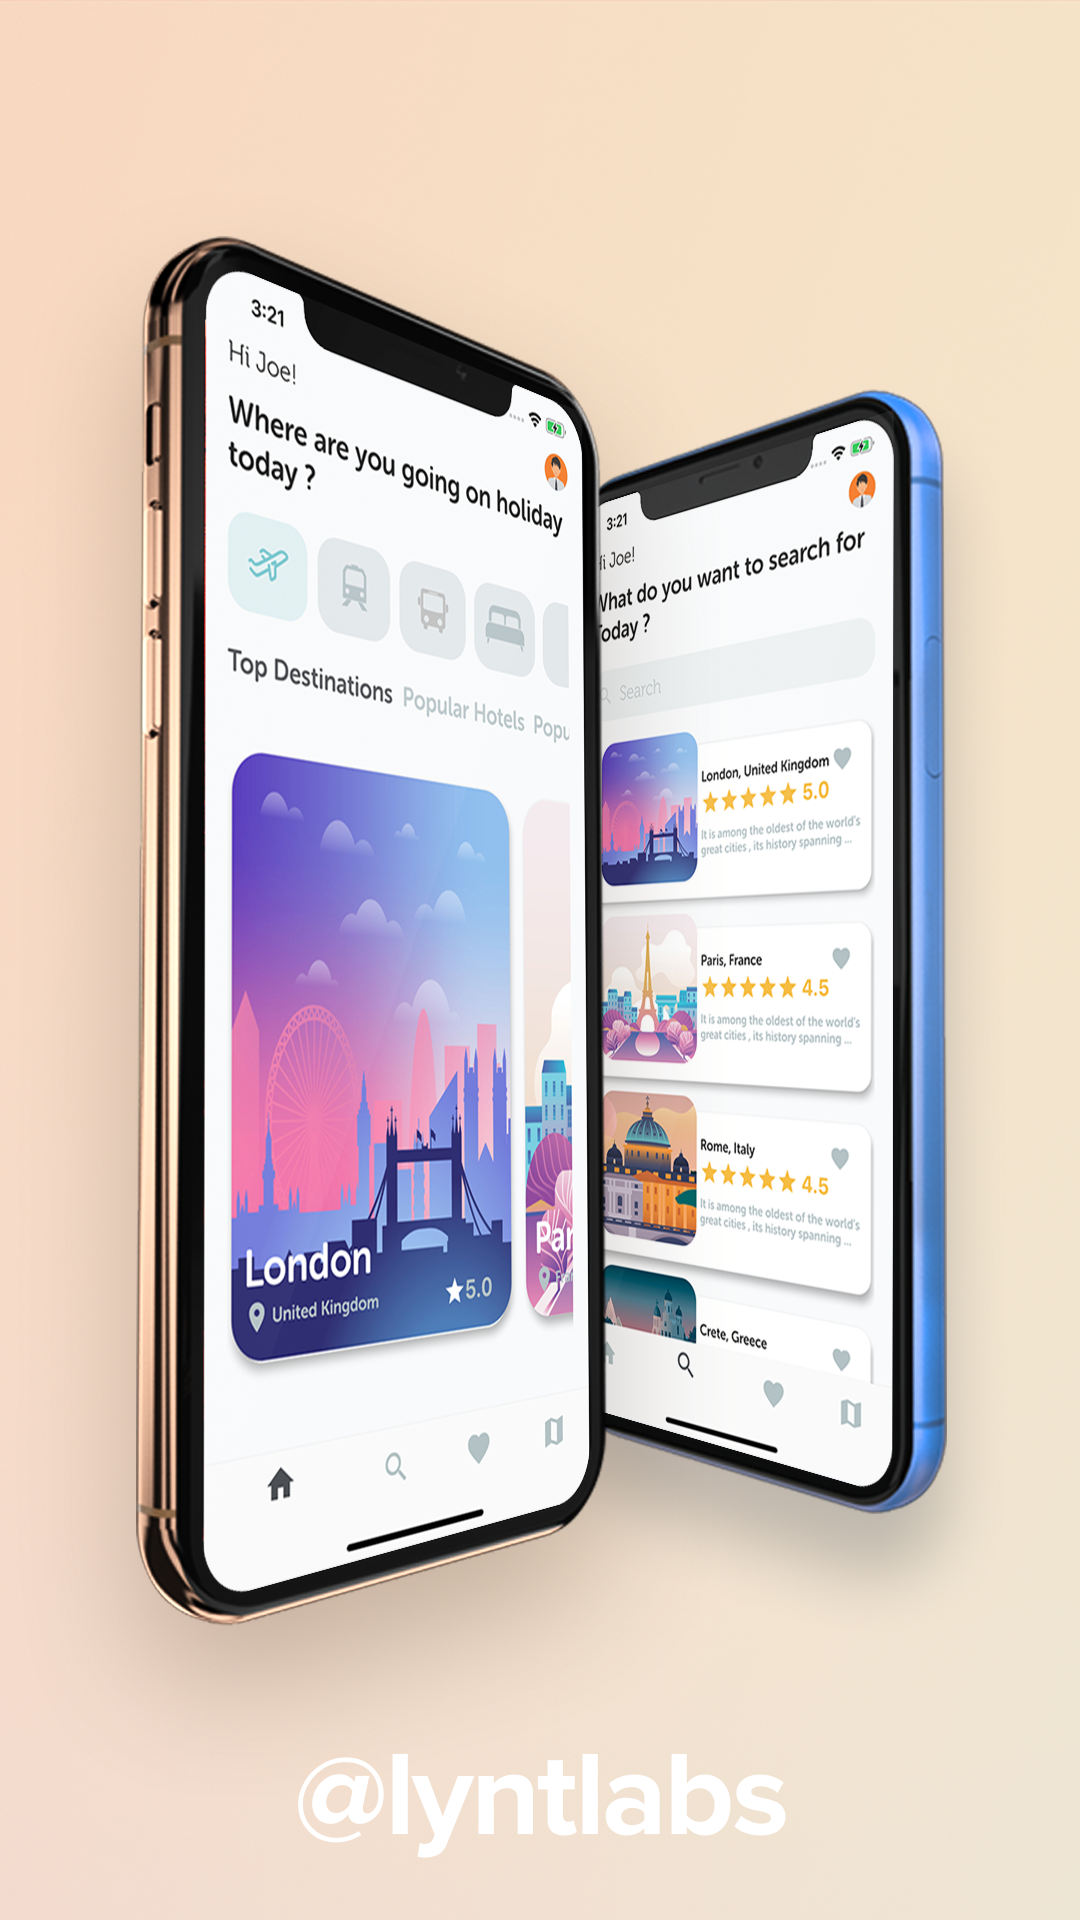 3:21
Hi Joe!
Where are you going on holiday
today ?
Top Destinations Popular Hotels Popu
London
United Kingdom
5.0
Par
3:21
Hi Joe!
What do you want to search for
Today ?
Search
London, United Kingdom
5.0
It is among the oldest of the world's
great cities , its history spanning ...
Paris, France
4.5
It is among the oldest of the world's
great cities , its history spanning ...
Rome, Italy
4.5
It is among the oldest of the world's
great cities , its history spanning ...
Crete, Greece
@lyntlabs